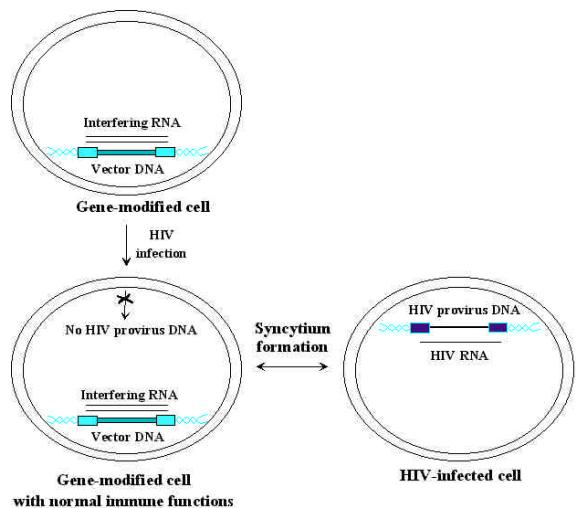 Interfering RNA
Vector DNA
Gene-modified cell
HIV
infection
No HIV provirus DNA
Interfering RNA
Vector DNA
Gene-modified cell
with normal immune functions
Syncytium
formation
HIV provirus DNA
HIV RNA
HIV-infected cell